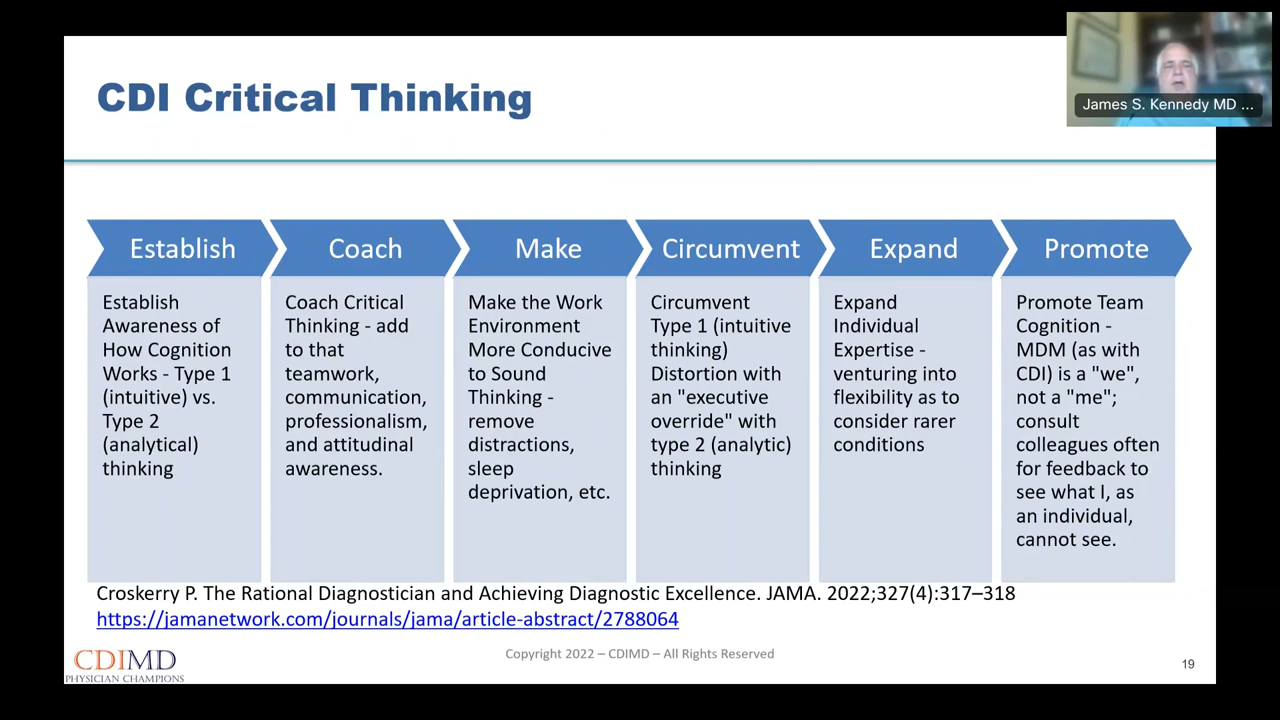 CDI Critical Thinking
James S. Kennedy MD ...
Establish
Establish
Awareness of
How Cognition
Works - Type 1
(intuitive) vs.
Type 2
(analytical)
thinking
Coach
Coach Critical
Thinking - add
to that
teamwork,
communication,
professionalism,
and attitudinal
awareness.
Make
Make the Work
Environment
More Conducive
to Sound
Thinking -
remove
distractions,
sleep
deprivation, etc.
Circumvent
Circumvent
Type 1 (intuitive
thinking)
Distortion with
an "executive
override" with
type 2 (analytic)
thinking
Expand
Expand
Individual
Expertise -
venturing into
flexibility as to
consider rarer
conditions
Promote
Promote Team
Cognition -
MDM (as with
CDI) is a "we",
not a "me";
consult
colleagues often
for feedback to
see what I, as
an individual,
cannot see.
Croskerry P. The Rational Diagnostician and Achieving Diagnostic Excellence. JAMA. 2022;327(4):317–318
https://jamanetwork.com/journals/jama/article-abstract/2788064
CDIMD
PHYSICIAN CHAMPIONS
Copyright 2022 – CDIMD – All Rights Reserved
19